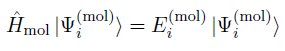 Ĥ_mol |Ψ_i^(mol)⟩ = E_i^(mol) |Ψ_i^(mol)⟩